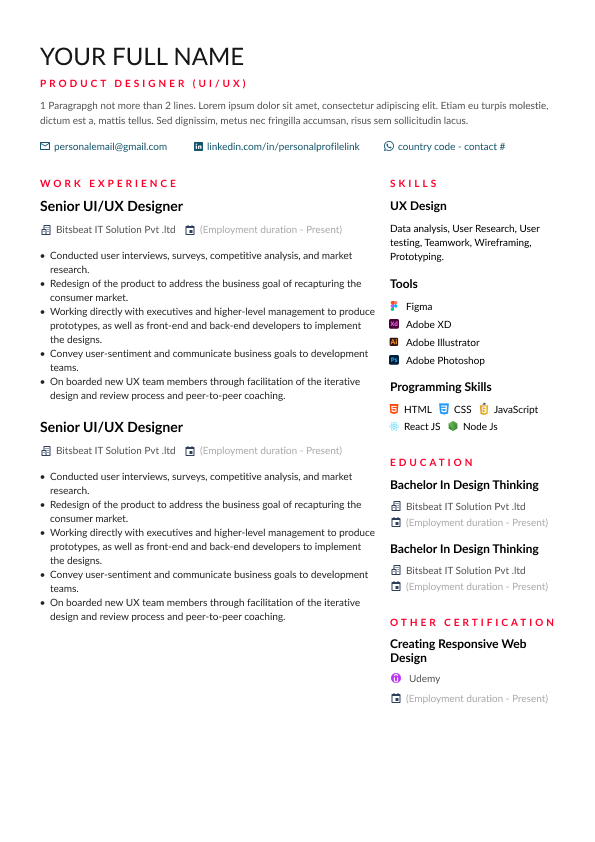 YOUR FULL NAME
PRODUCT DESIGNER (UI/UX)
1 Paragrapgh not more than 2 lines. Lorem ipsum dolor sit amet, consectetur adipiscing elit. Etiam eu turpis molestie,
dictum est a, mattis tellus. Sed dignissim, metus nec fringilla accumsan, risus sem sollicitudin lacus.
personalemail@gmail.com
linkedin.com/in/personalprofilelink
country code - contact #
WORK EXPERIENCE
Senior UI/UX Designer
Bitsbeat IT Solution Pvt .ltd (Employment duration - Present)
• Conducted user interviews, surveys, competitive analysis, and market
research.
• Redesign of the product to address the business goal of recapturing the
consumer market.
• Working directly with executives and higher-level management to produce
prototypes, as well as front-end and back-end developers to implement
the designs.
• Convey user-sentiment and communicate business goals to development
teams.
• On boarded new UX team members through facilitation of the iterative
design and review process and peer-to-peer coaching.
Senior UI/UX Designer
Bitsbeat IT Solution Pvt .ltd (Employment duration - Present)
• Conducted user interviews, surveys, competitive analysis, and market
research.
• Redesign of the product to address the business goal of recapturing the
consumer market.
• Working directly with executives and higher-level management to produce
prototypes, as well as front-end and back-end developers to implement
the designs.
• Convey user-sentiment and communicate business goals to development
teams.
• On boarded new UX team members through facilitation of the iterative
design and review process and peer-to-peer coaching.
SKILLS
UX Design
Data analysis, User Research, User
testing, Teamwork, Wireframing,
Prototyping.
Tools
Figma
Xd Adobe XD
Ai Adobe Illustrator
Ps Adobe Photoshop
Programming Skills
HTML CSS JavaScript
React JS Node Js
EDUCATION
Bachelor In Design Thinking
Bitsbeat IT Solution Pvt .ltd
(Employment duration - Present)
Bachelor In Design Thinking
Bitsbeat IT Solution Pvt .ltd
(Employment duration - Present)
OTHER CERTIFICATION
Creating Responsive Web
Design
Udemy
(Employment duration - Present)